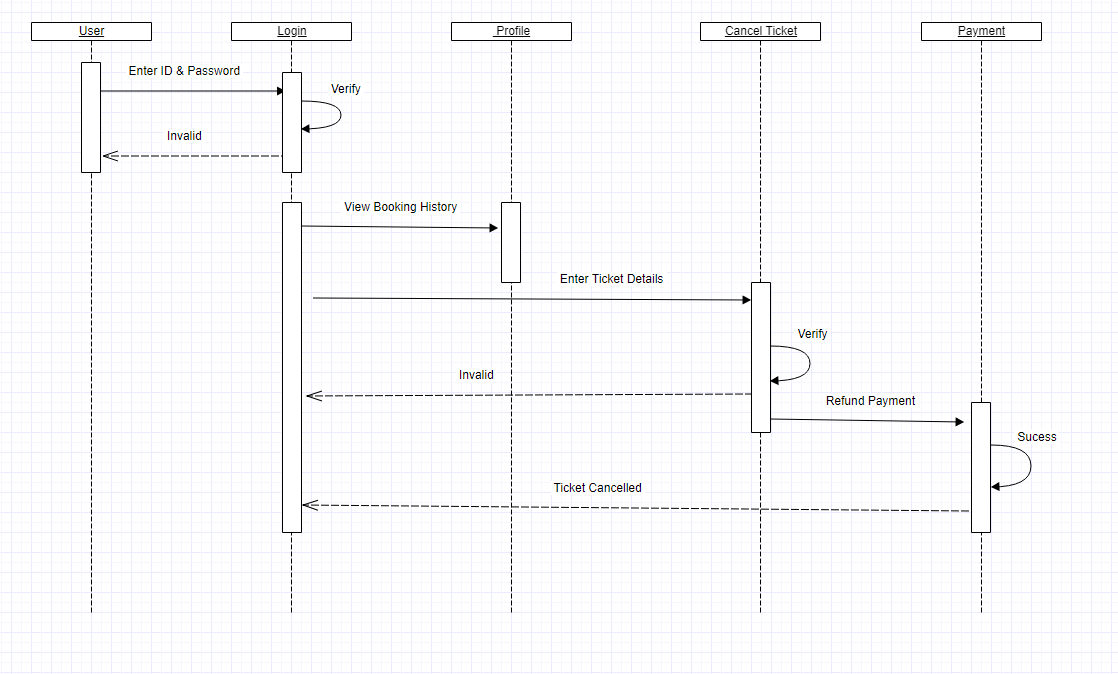 User
Login
Profile
Cancel Ticket
Payment
Enter ID & Password
Verify
Invalid
View Booking History
Enter Ticket Details
Verify
Invalid
Refund Payment
Sucess
Ticket Cancelled